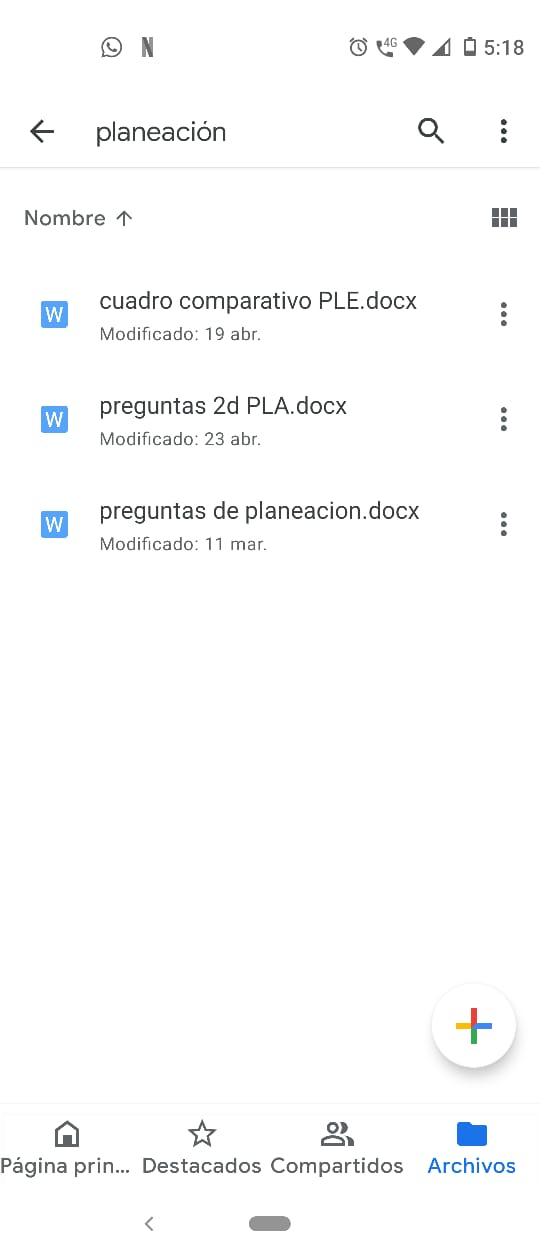 4G 5:18
planeación
Nombre
W cuadro comparativo PLE.docx
Modificado: 19 abr.
W preguntas 2d PLA.docx
Modificado: 23 abr.
W preguntas de planeacion.docx
Modificado: 11 mar.
Página prin... Destacados Compartidos Archivos